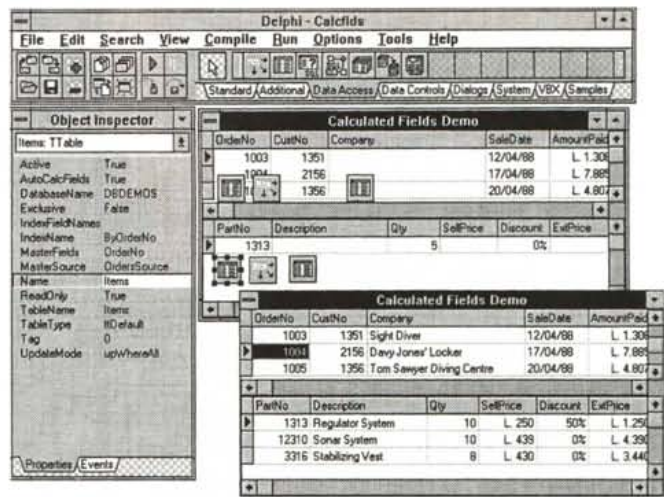 Delphi - Calcflds
File Edit Search View Compile Run Options Tools Help
Standard Additional Data Access Data Controls Dialogs System VBX Samples
Object Inspector
Items: TTable
Active True
AutoCalcFields True
DatabaseName DBDEMOS
Exclusive False
IndexFieldNames
IndexName ByOrderNo
MasterFields OrderNo
MasterSource OrdersSource
Name Items
ReadOnly True
TableName Items
TableType ttDefault
Tag 0
UpdateMode upWhereAll
Properties Events
Calculated Fields Demo
OrderNo CustNo Company SaleDate AmountPaid
1003 1351 12/04/88 L. 1.306
1004 2156 17/04/88 L. 7.885
1356 20/04/88 L. 4.807
PartNo Description Qty SellPrice Discount ExtPrice
1313 5 0%
Calculated Fields Demo
OrderNo CustNo Company SaleDate AmountPaid
1003 1351 Sight Diver 12/04/88 L. 1.306
1004 2156 Davy Jones' Locker 17/04/88 L. 7.885
1005 1356 Tom Sawyer Diving Centre 20/04/88 L. 4.807
PartNo Description Qty SellPrice Discount ExtPrice
1313 Regulator System 10 L. 250 50% L. 1.250
12310 Sonar System 10 L. 439 0% L. 4.390
3316 Stabilizing Vest 8 L. 430 0% L. 3.440